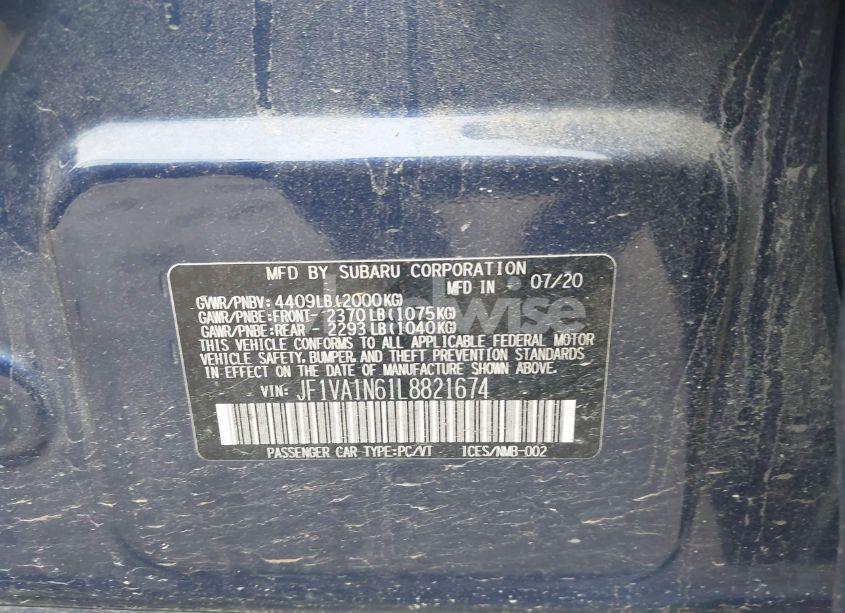 MFD BY SUBARU CORPORATION
MFD IN 07/20
GVWR/PNBV: 4409LB(2000KG)
GAWR/PNBE:FRONT- 2370LB(1075KG)
GAWR/PNBE:REAR - 2293LB(1040KG)
THIS VEHICLE CONFORMS TO ALL APPLICABLE FEDERAL MOTOR
VEHICLE SAFETY, BUMPER, AND THEFT PREVENTION STANDARDS
IN EFFECT ON THE DATE OF MANUFACTURE SHOWN ABOVE.
VIN: JF1VA1N61L8821674
PASSENGER CAR TYPE:PC/VT ICES/NMB-002